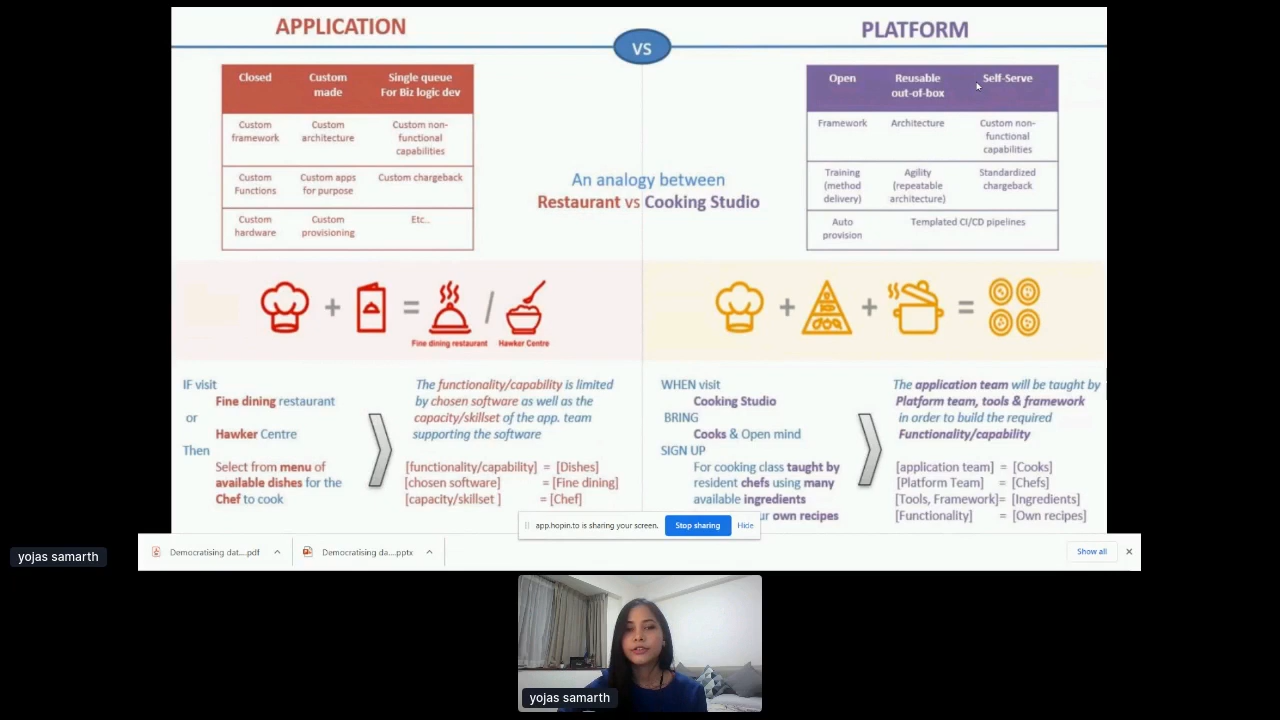 APPLICATION
VS
PLATFORM
Closed
Custom made
Single queue For Biz logic dev
Custom framework
Custom architecture
Custom non-functional capabilities
Custom Functions
Custom apps for purpose
Custom chargeback
Custom hardware
Custom provisioning
Etc..
An analogy between
Restaurant vs Cooking Studio
Open
Reusable out-of-box
Self-Serve
Framework
Architecture
Custom non-functional capabilities
Training (method delivery)
Agility (repeatable architecture)
Standardized chargeback
Auto provision
Templated CI/CD pipelines
+
=
/
Fine dining restaurant
Hawker Centre
+
+
=
IF visit
Fine dining restaurant
or
Hawker Centre
Then
Select from menu of
available dishes for the
Chef to cook
The functionality/capability is limited
by chosen software as well as the
capacity/skillset of the app. team
supporting the software
[functionality/capability] = [Dishes]
[chosen software] = [Fine dining]
[capacity/skillset ] = [Chef]
WHEN visit
Cooking Studio
BRING
Cooks & Open mind
SIGN UP
For cooking class taught by
resident chefs using many
available ingredients
own recipes
The application team will be taught by
Platform team, tools & framework
in order to build the required
Functionality/capability
[application team] = [Cooks]
[Platform Team] = [Chefs]
[Tools, Framework]= [Ingredients]
[Functionality] = [Own recipes]
app.hopin.to is sharing your screen.
Stop sharing
Hide
yojas samarth
Democratising dat....pdf
Democratising da....pptx
Show all
yojas samarth